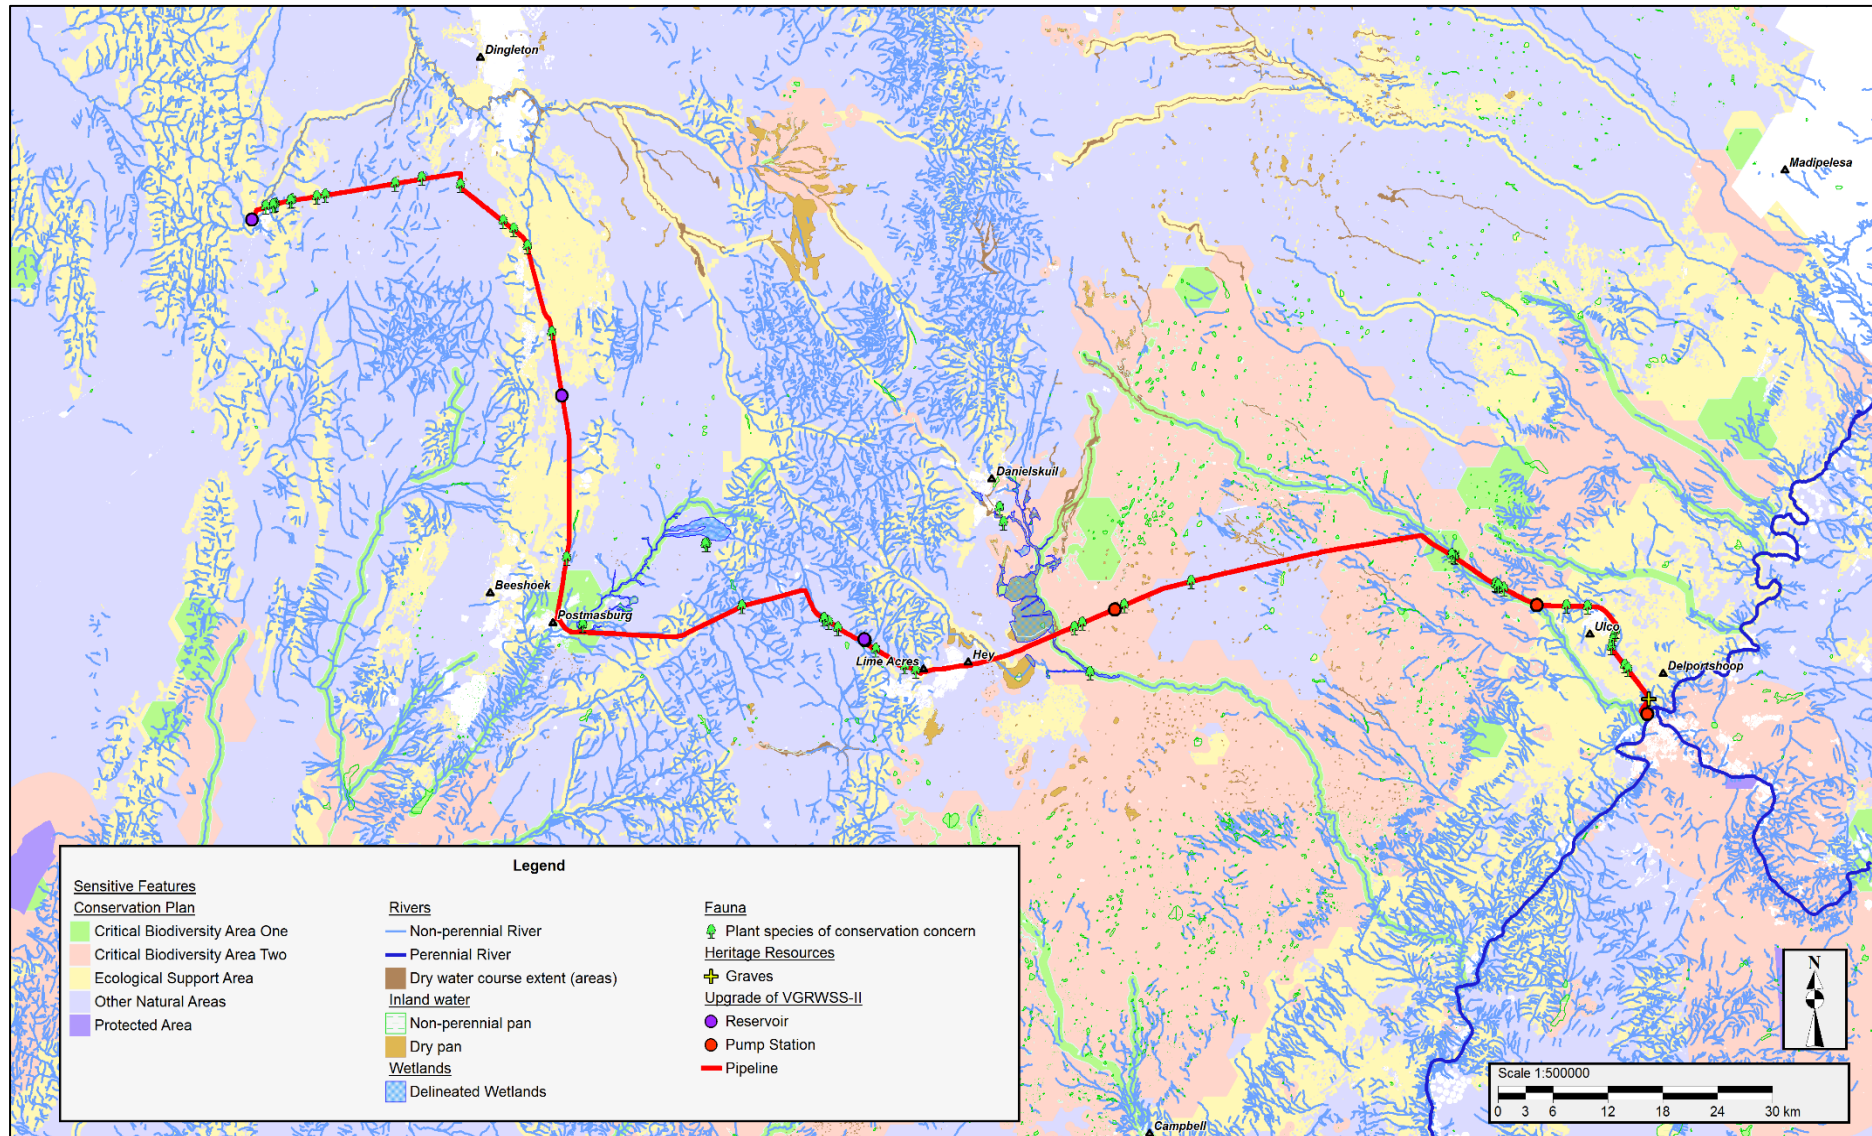 Dingleton
Madipelesa
Danielskuil
Beeshoek
Postmasburg
Lime Acres
Hey
Ulco
Delportshoop
Campbell
Legend
Sensitive Features
Conservation Plan
Critical Biodiversity Area One
Critical Biodiversity Area Two
Ecological Support Area
Other Natural Areas
Protected Area
Rivers
Non-perennial River
Perennial River
Dry water course extent (areas)
Inland water
Non-perennial pan
Dry pan
Wetlands
Delineated Wetlands
Fauna
Plant species of conservation concern
Heritage Resources
Graves
Upgrade of VGRWSS-II
Reservoir
Pump Station
Pipeline
N
Scale 1:500000
0 3 6 12 18 24 30 km